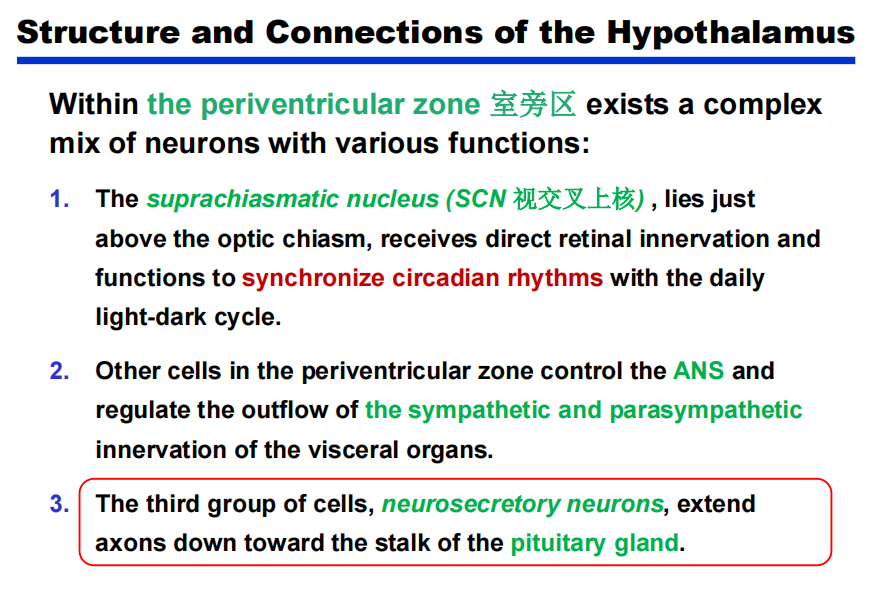 Structure and Connections of the Hypothalamus
Within the periventricular zone 室旁区 exists a complex
mix of neurons with various functions:
1. The suprachiasmatic nucleus (SCN 视交叉上核) , lies just
above the optic chiasm, receives direct retinal innervation and
functions to synchronize circadian rhythms with the daily
light-dark cycle.
2. Other cells in the periventricular zone control the ANS and
regulate the outflow of the sympathetic and parasympathetic
innervation of the visceral organs.
3. The third group of cells, neurosecretory neurons, extend
axons down toward the stalk of the pituitary gland.